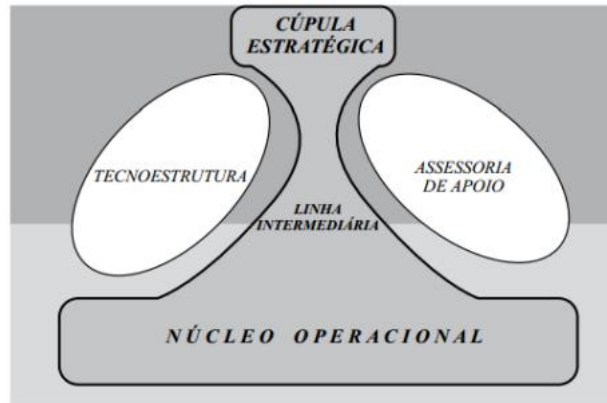 CÚPULA
ESTRATÉGICA
TECNOESTRUTURA
ASSESSORIA
DE APOIO
LINHA
INTERMEDIÁRIA
NÚCLEO OPERACIONAL